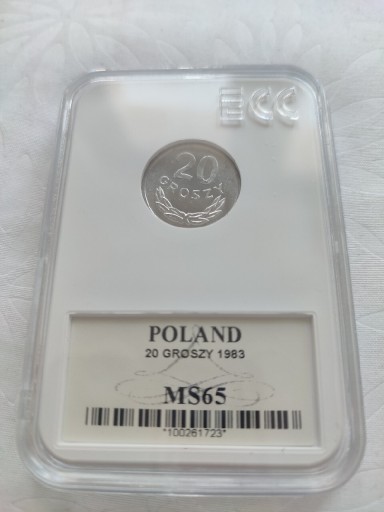 ECC
20
GROSZY
POLAND
20 GROSZY 1983
MS65
*100261723*